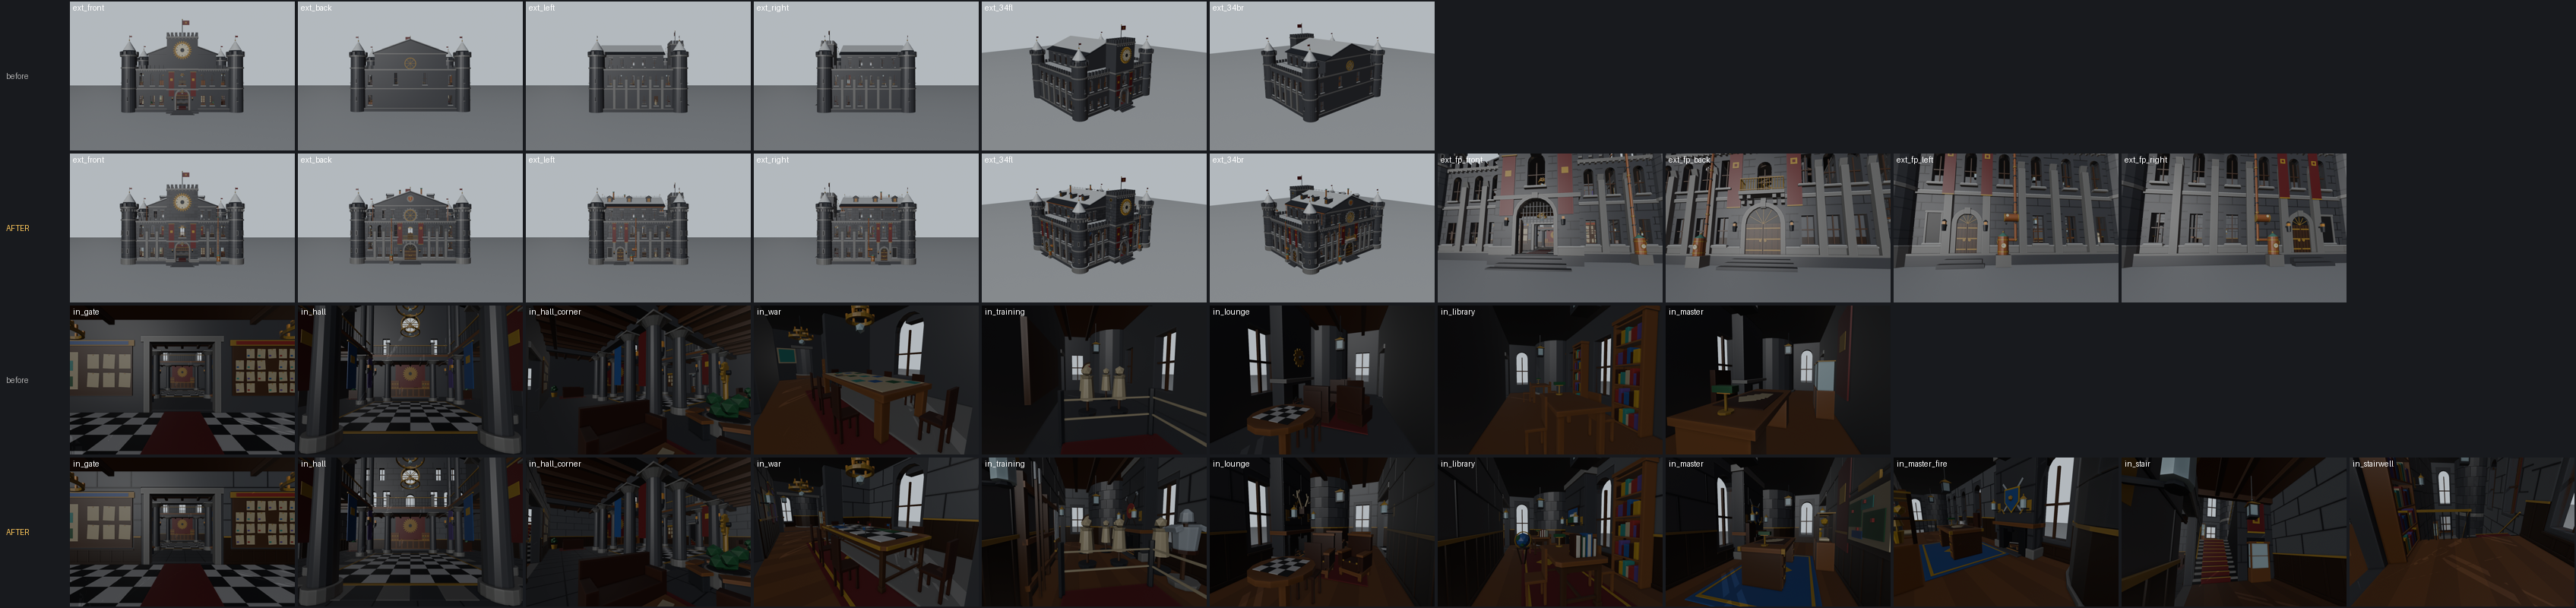 before
ext_front
ext_back
ext_left
ext_right
ext_34fl
ext_34br
AFTER
ext_front
ext_back
ext_left
ext_right
ext_34fl
ext_34br
ext_fp_front
ext_fp_back
ext_fp_left
ext_fp_right
before
in_gate
in_hall
in_hall_corner
in_war
in_training
in_lounge
in_library
in_master
AFTER
in_gate
in_hall
in_hall_corner
in_war
in_training
in_lounge
in_library
in_master
in_master_fire
in_stair
in_stairwell